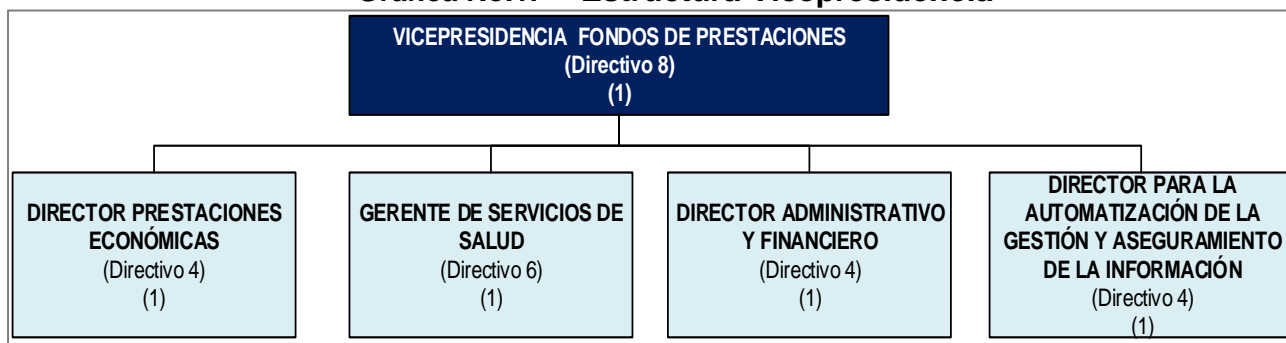 Estructura Vicepresidencia
VICEPRESIDENCIA FONDOS DE PRESTACIONES
(Directivo 8)
(1)
DIRECTOR PRESTACIONES
ECONÓMICAS
(Directivo 4)
(1)
GERENTE DE SERVICIOS DE
SALUD
(Directivo 6)
(1)
DIRECTOR ADMINISTRATIVO
Y FINANCIERO
(Directivo 4)
(1)
DIRECTOR PARA LA
AUTOMATIZACIÓN DE LA
GESTIÓN Y ASEGURAMIENTO
DE LA INFORMACIÓN
(Directivo 4)
(1)